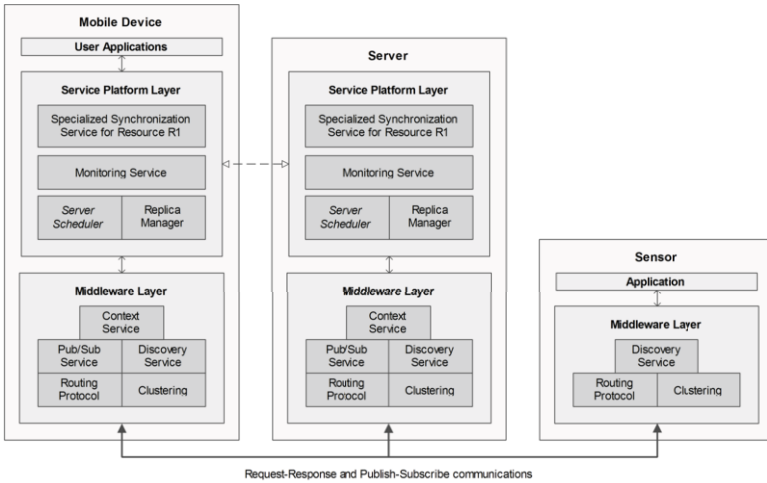 Mobile Device
User Applications
Service Platform Layer
Specialized Synchronization
Service for Resource R1
Monitoring Service
Server
Scheduler
Replica
Manager
Middleware Layer
Context
Service
Pub/Sub
Service
Discovery
Service
Routing
Protocol
Clustering
Server
Service Platform Layer
Specialized Synchronization
Service for Resource R1
Monitoring Service
Server
Scheduler
Replica
Manager
Middleware Layer
Context
Service
Pub/Sub
Service
Discovery
Service
Routing
Protocol
Clustering
Sensor
Application
Middleware Layer
Discovery
Service
Routing
Protocol
Clustering
Request-Response and Publish-Subscribe communications